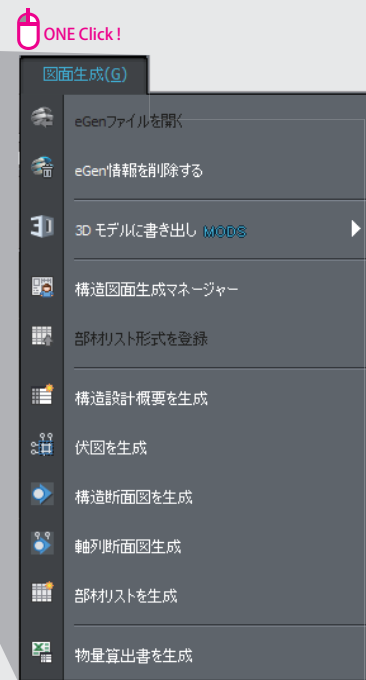 ONE Click !
図面生成(G)
eGenファイルを開く
eGen情報を削除する
3D モデルに書き出し MODS
構造図面生成マネージャー
部材リスト形式を登録
構造設計概要を生成
伏図を生成
構造断面図を生成
軸列断面図生成
部材リストを生成
物量算出書を生成